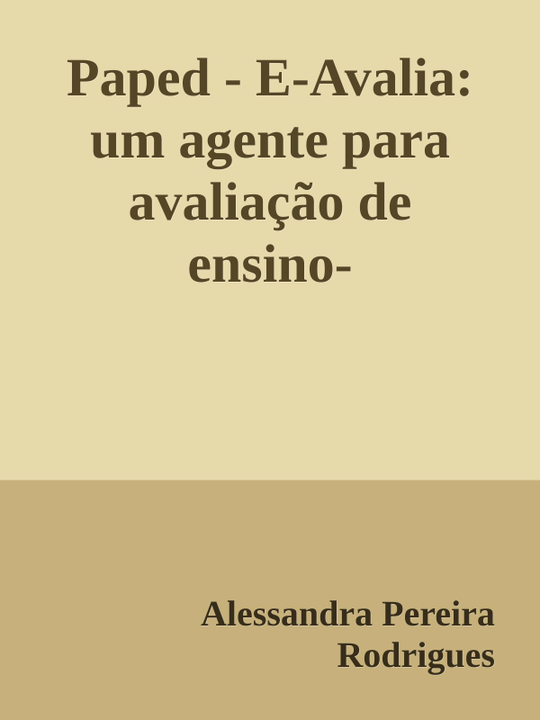 Paped - E-Avalia:
um agente para
avaliação de
ensino-
Alessandra Pereira
Rodrigues